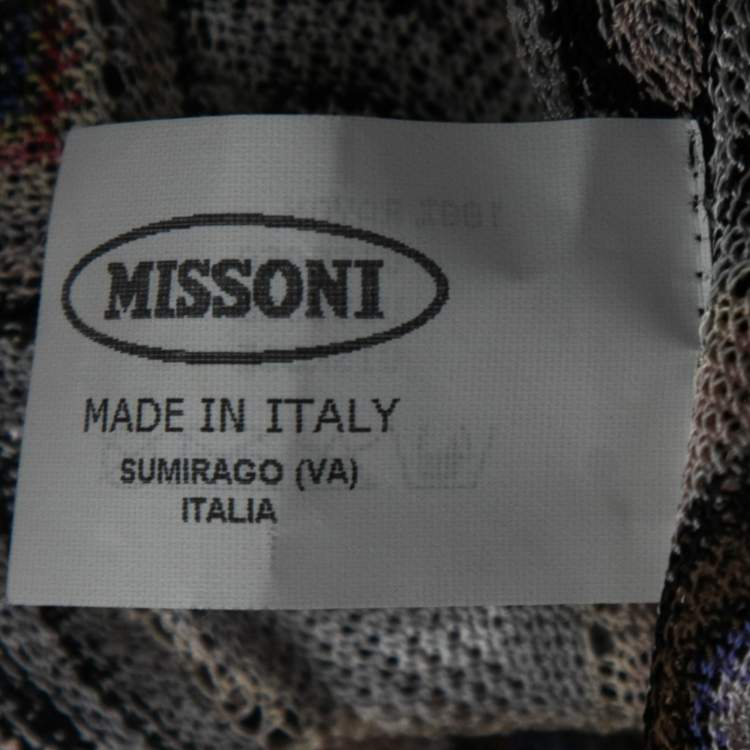 MISSONI
MADE IN ITALY
SUMIRAGO (VA)
ITALIA